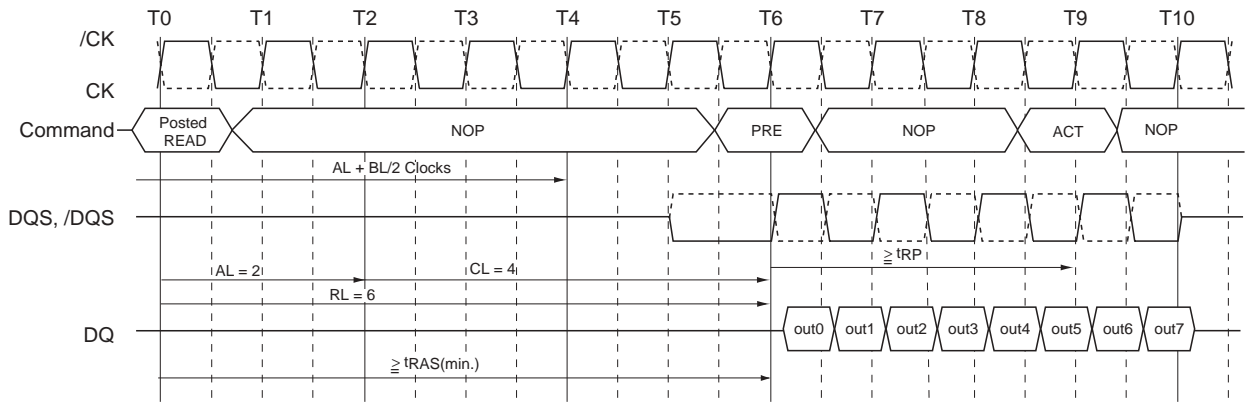 T0 T1 T2 T3 T4 T5 T6 T7 T8 T9 T10
/CK
CK
Command Posted READ NOP PRE NOP ACT NOP
AL + BL/2 Clocks
DQS, /DQS
≧ tRP
AL = 2 CL = 4
RL = 6
DQ out0 out1 out2 out3 out4 out5 out6 out7
≧ tRAS(min.)